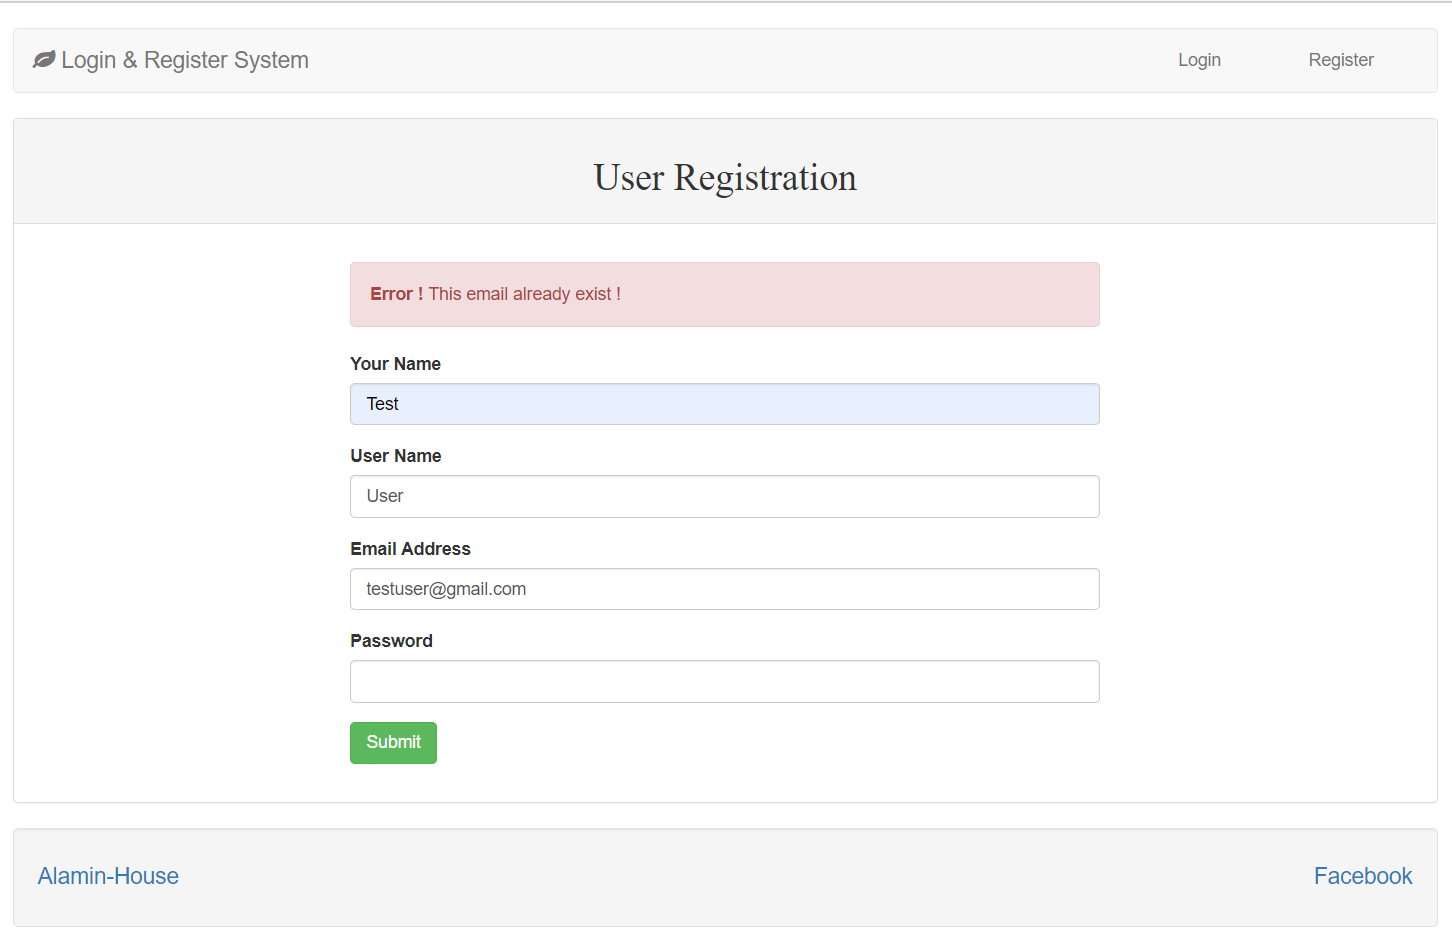 Login & Register System
Login
Register
User Registration
Error ! This email already exist !
Your Name
Test
User Name
User
Email Address
testuser@gmail.com
Password
Submit
Alamin-House
Facebook